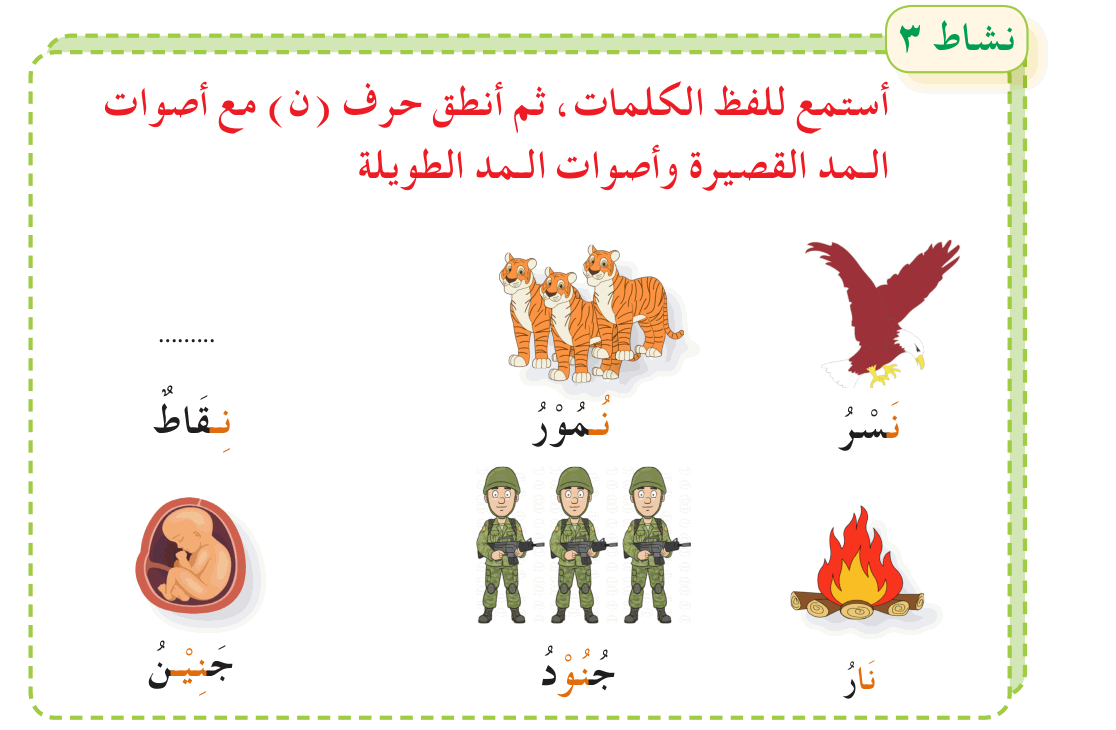 نشاط ٣
أستمع للفظ الكلمات، ثم أنطق حرف (ن) مع أصوات
المد القصيرة وأصوات المد الطويلة
.........
نَسْرُ نُمُوْرُ نِقَاطٌ
نَارُ جُنُوْدُ جَنِيْنُ